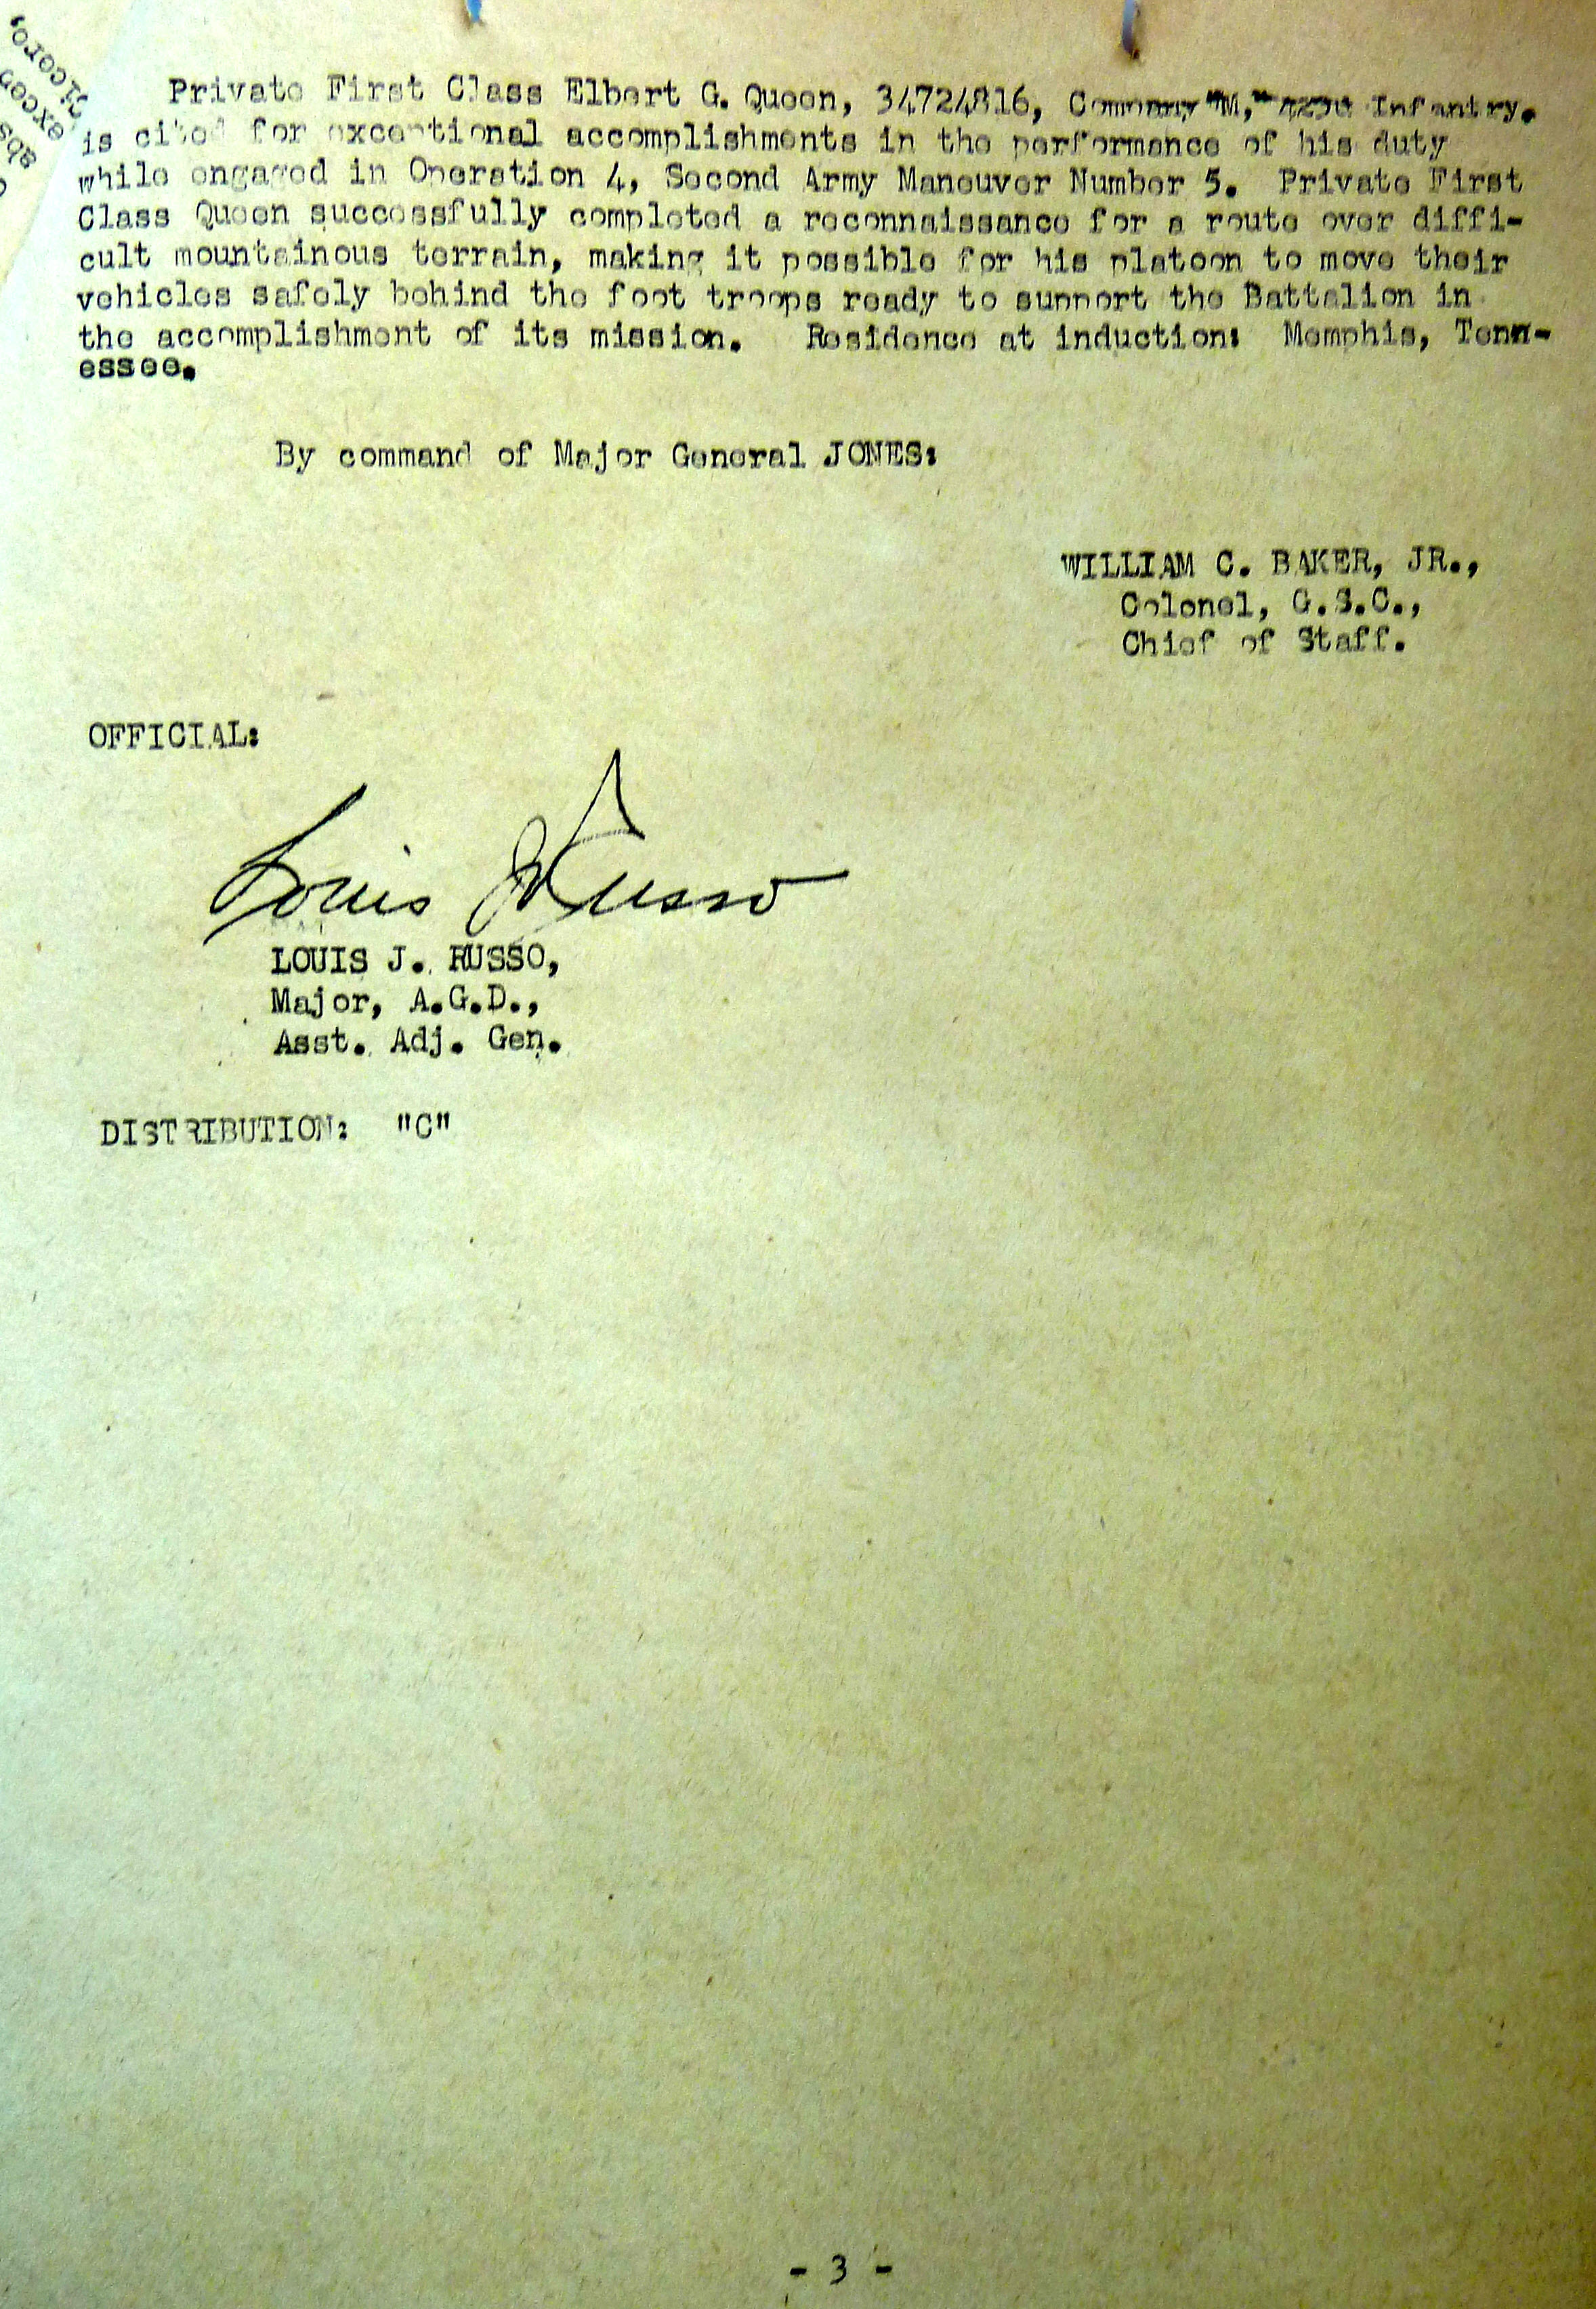 Private First Class Elbert G. Queen, 34724816, Company "M," Infantry.
is cited for exceptional accomplishments in the performance of his duty
while engaged in Operation 4, Second Army Maneuver Number 5. Private First
Class Queen successfully completed a reconnaissance for a route over diffi-
cult mountainous terrain, making it possible for his platoon to move their
vehicles safely behind the foot troops ready to support the Battalion in
the accomplishment of its mission. Residence at induction: Memphis, Tenn-
essee.
By command of Major General JONES:
WILLIAM C. BAKER, JR.,
Colonel, G.S.C.,
Chief of Staff.
OFFICIAL:
Louis J Russo
LOUIS J. RUSSO,
Major, A.G.D.,
Asst. Adj. Gen.
DISTRIBUTION: "C"
- 3 -